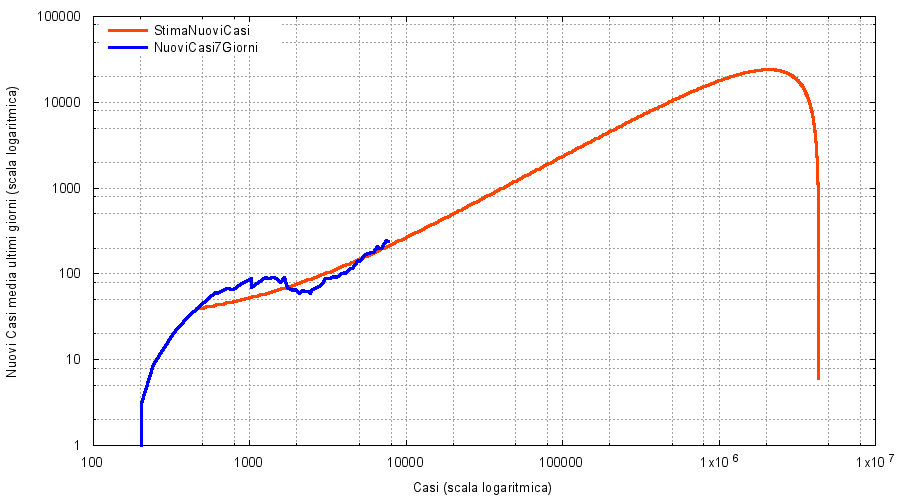 100000
10000
1000
100
10
1
StimaNuoviCasi
NuoviCasi7Giorni
Nuovi Casi media ultimi giorni (scala logaritmica)
100 1000 10000 100000 1x10 6 1x10 7
Casi (scala logaritmica)